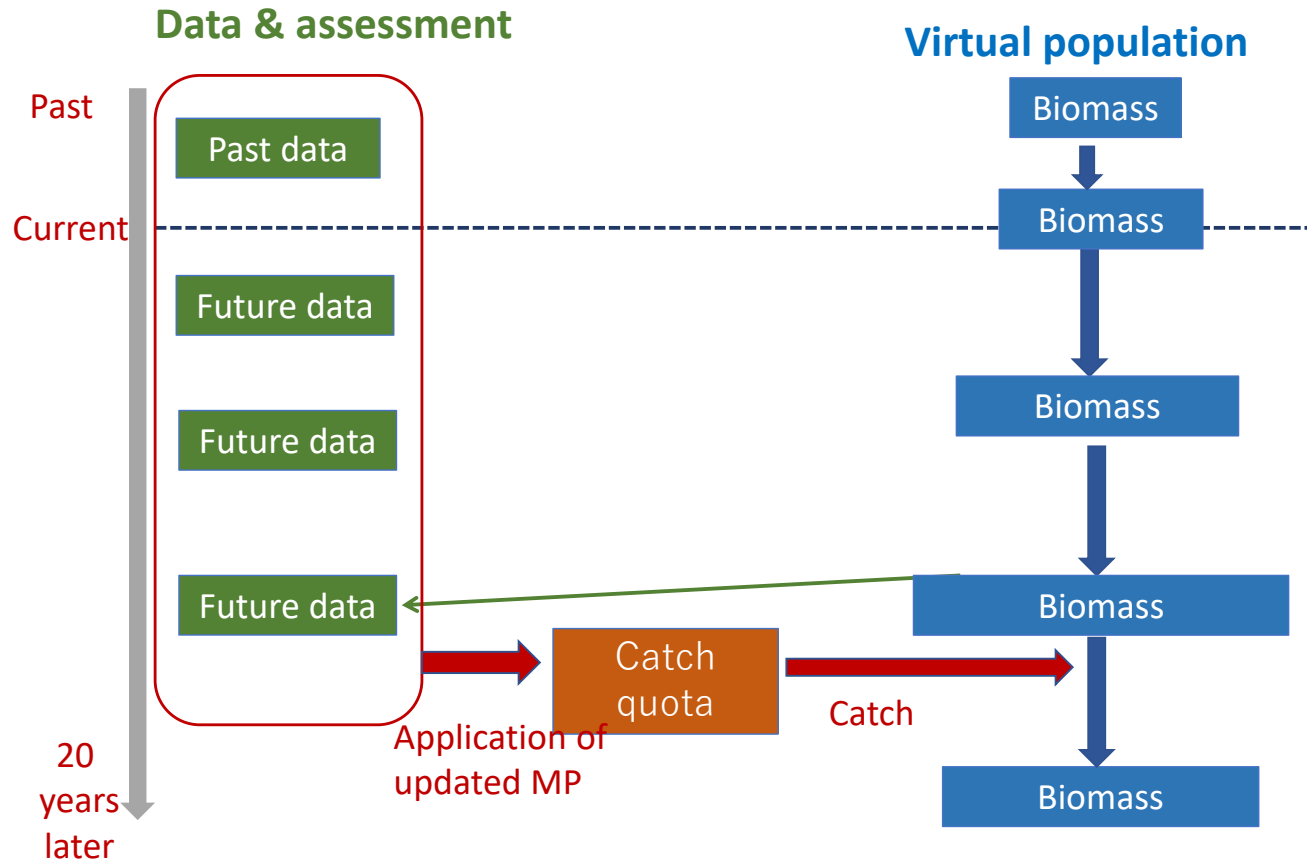 Data & assessment
Virtual population
Past
Biomass
Past data
Current
Biomass
Future data
Biomass
Future data
Future data
Biomass
Catch
quota
Catch
Application of
updated MP
20
years
later
Biomass